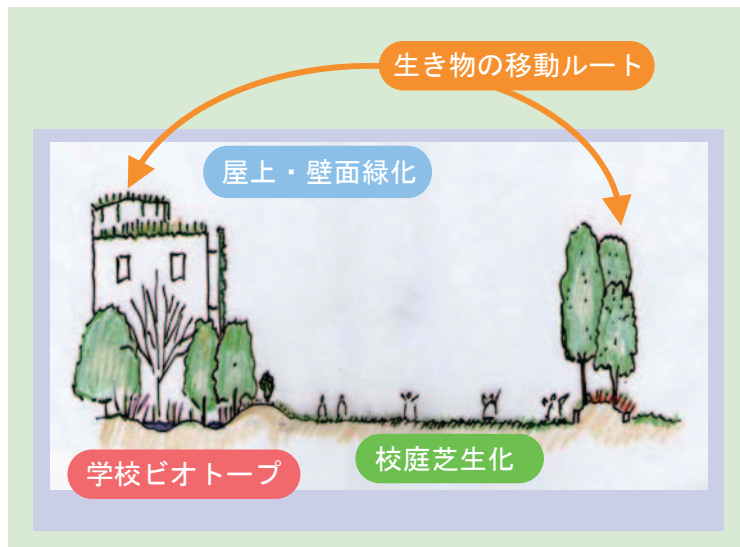 生き物の移動ルート
屋上・壁面緑化
校庭芝生化
学校ビオトープ